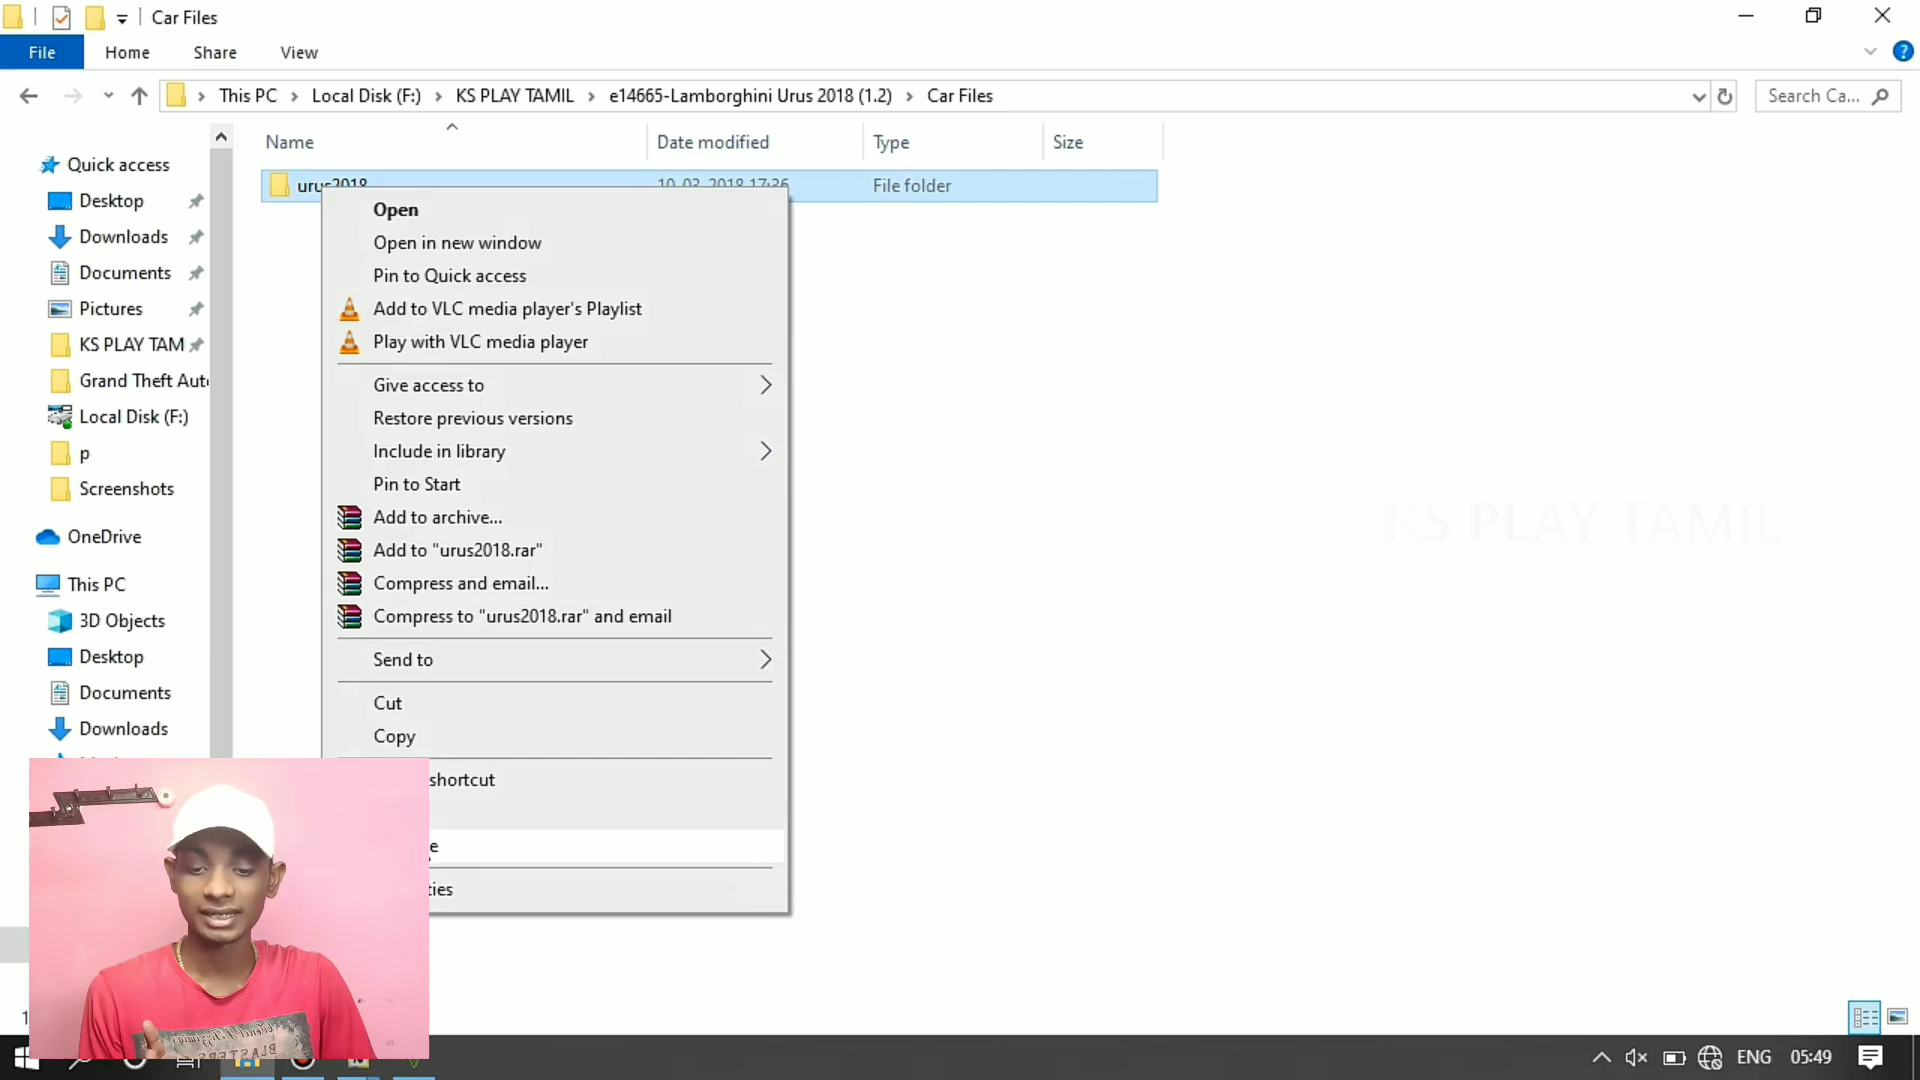 Car Files
File Home Share View
This PC Local Disk (F:) KS PLAY TAMIL e14665-Lamborghini Urus 2018 (1.2) Car Files
Search Ca...
Name Date modified Type Size
urus2018 10-03-2018 17:36 File folder
Quick access
Desktop
Downloads
Documents
Pictures
KS PLAY TAM
Grand Theft Aut
Local Disk (F:)
p
Screenshots
OneDrive
This PC
3D Objects
Desktop
Documents
Downloads
Open
Open in new window
Pin to Quick access
Add to VLC media player's Playlist
Play with VLC media player
Give access to
Restore previous versions
Include in library
Pin to Start
Add to archive...
Add to "urus2018.rar"
Compress and email...
Compress to "urus2018.rar" and email
Send to
Cut
Copy
shortcut
e
ties
KS PLAY TAMIL
1
ENG 05:49